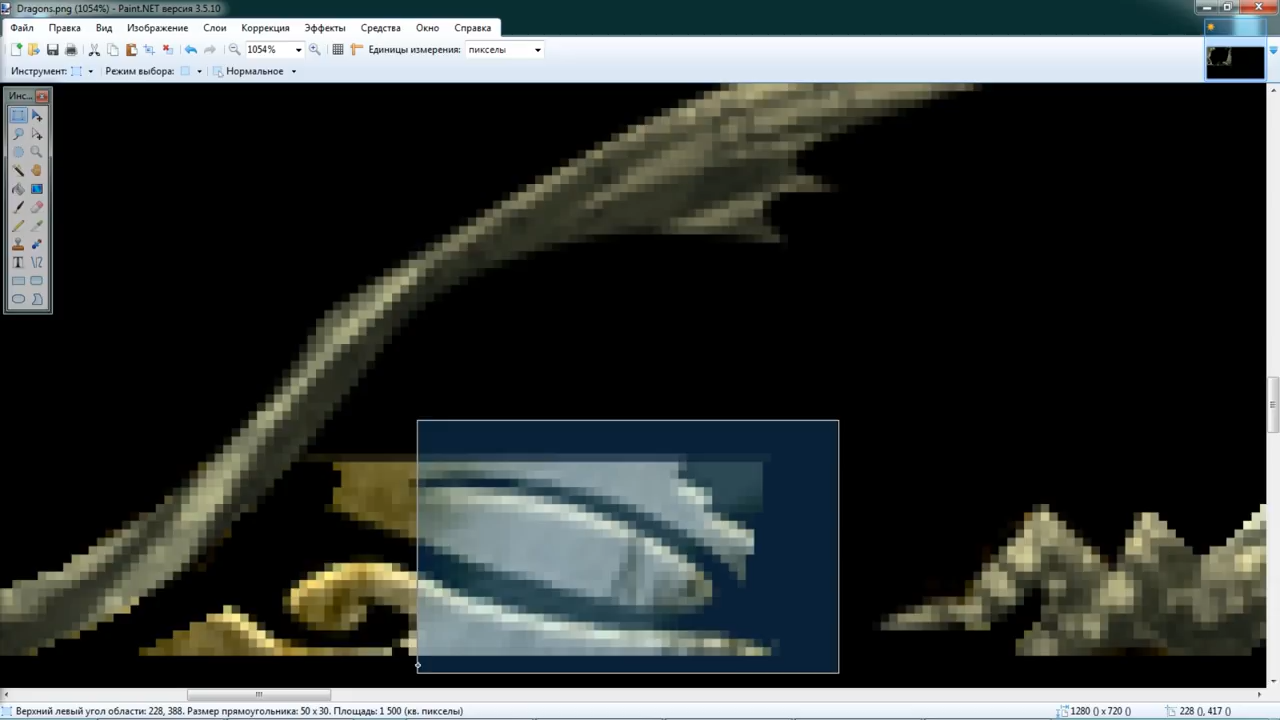 Dragons.png (1054%) - Paint.NET версия 3.5.10
Файл Правка Вид Изображение Слои Коррекция Эффекты Средства Окно Справка
1054% Единицы измерения: пикселы
Инструмент: Режим выбора: Нормальное
Инс...
Верхний левый угол области: 228, 388. Размер прямоугольника: 50 x 30. Площадь: 1 500 (кв. пикселы) 1280 () x 720 () 228 (), 417 ()